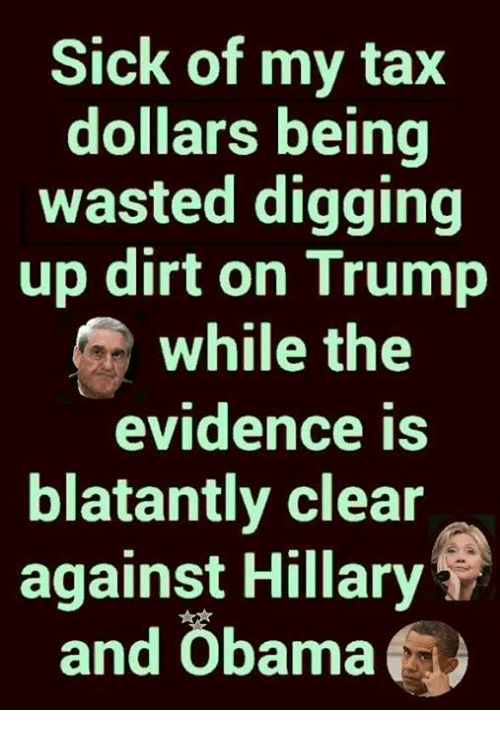 Sick of my tax
dollars being
wasted digging
up dirt on Trump
while the
evidence is
blatantly clear
against Hillary
and Obama